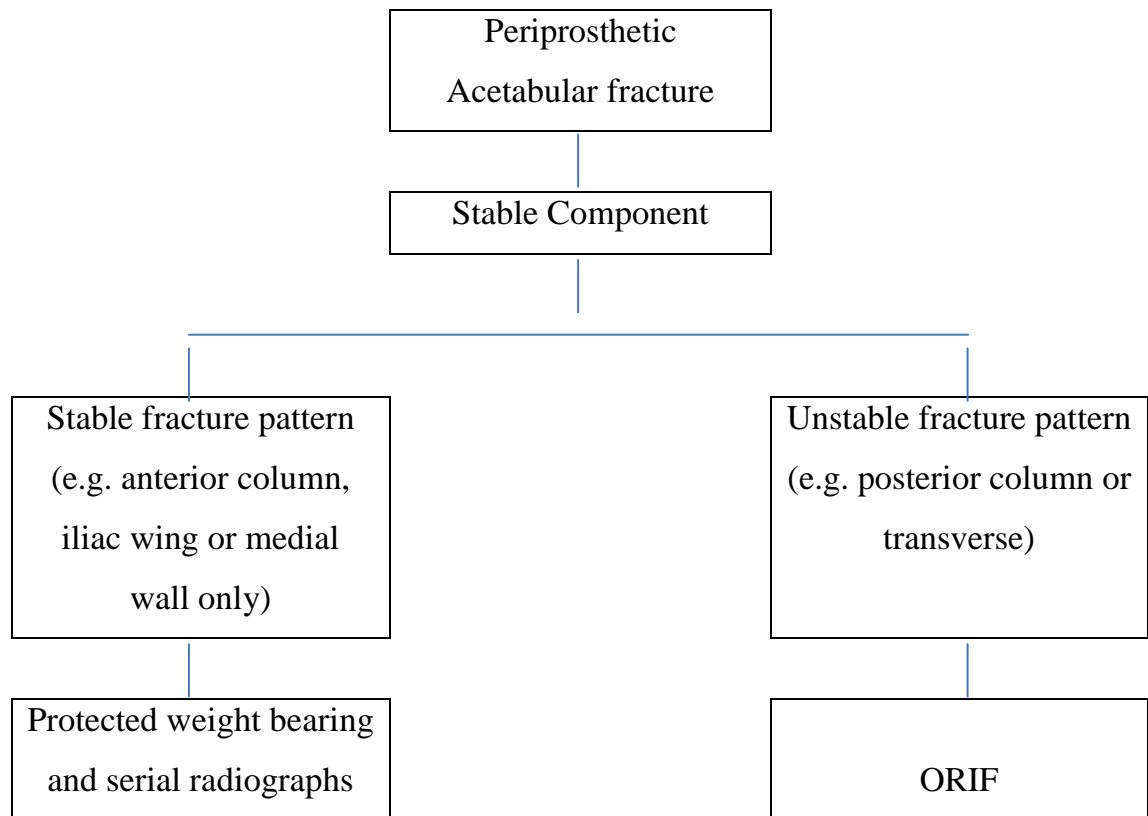 Periprosthetic
Acetabular fracture
Stable Component
Stable fracture pattern
(e.g. anterior column,
iliac wing or medial
wall only)
Unstable fracture pattern
(e.g. posterior column or
transverse)
Protected weight bearing
and serial radiographs
ORIF